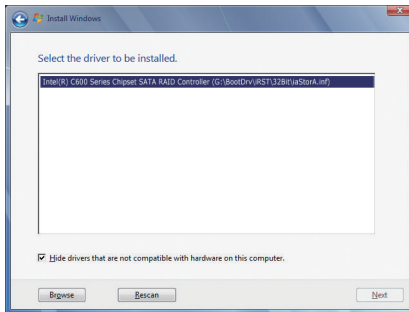 Install Windows
Select the driver to be installed.
Intel(R) C600 Series Chipset SATA RAID Controller (G:\BootDrv\iRST\32Bit\iaStorA.inf)
Hide drivers that are not compatible with hardware on this computer.
Browse Rescan Next